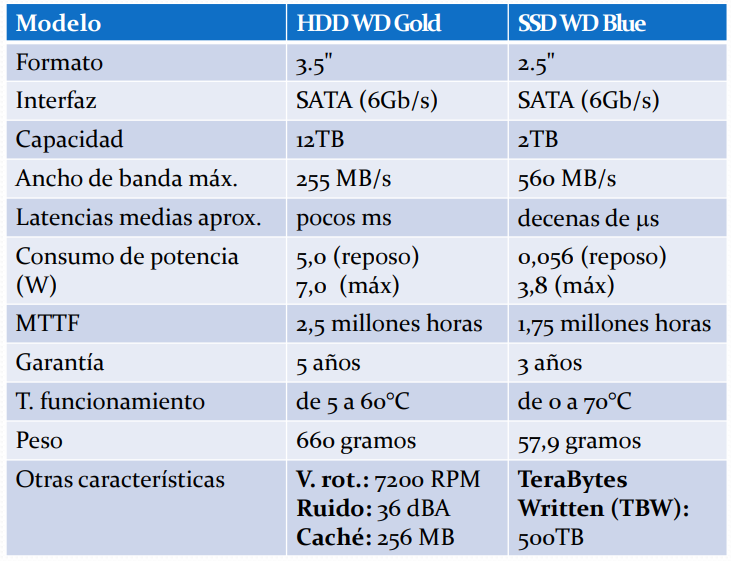 Modelo HDD WD Gold SSD WD Blue
Formato 3.5" 2.5"
Interfaz SATA (6Gb/s) SATA (6Gb/s)
Capacidad 12TB 2TB
Ancho de banda máx. 255 MB/s 560 MB/s
Latencias medias aprox. pocos ms decenas de µs
Consumo de potencia 5,0 (reposo) 0,056 (reposo)
(W) 7,0 (máx) 3,8 (máx)
MTTF 2,5 millones horas 1,75 millones horas
Garantía 5 años 3 años
T. funcionamiento de 5 a 60°C de 0 a 70°C
Peso 660 gramos 57,9 gramos
Otras características V. rot.: 7200 RPM TeraBytes
Ruido: 36 dBA Written (TBW):
Caché: 256 MB 500TB